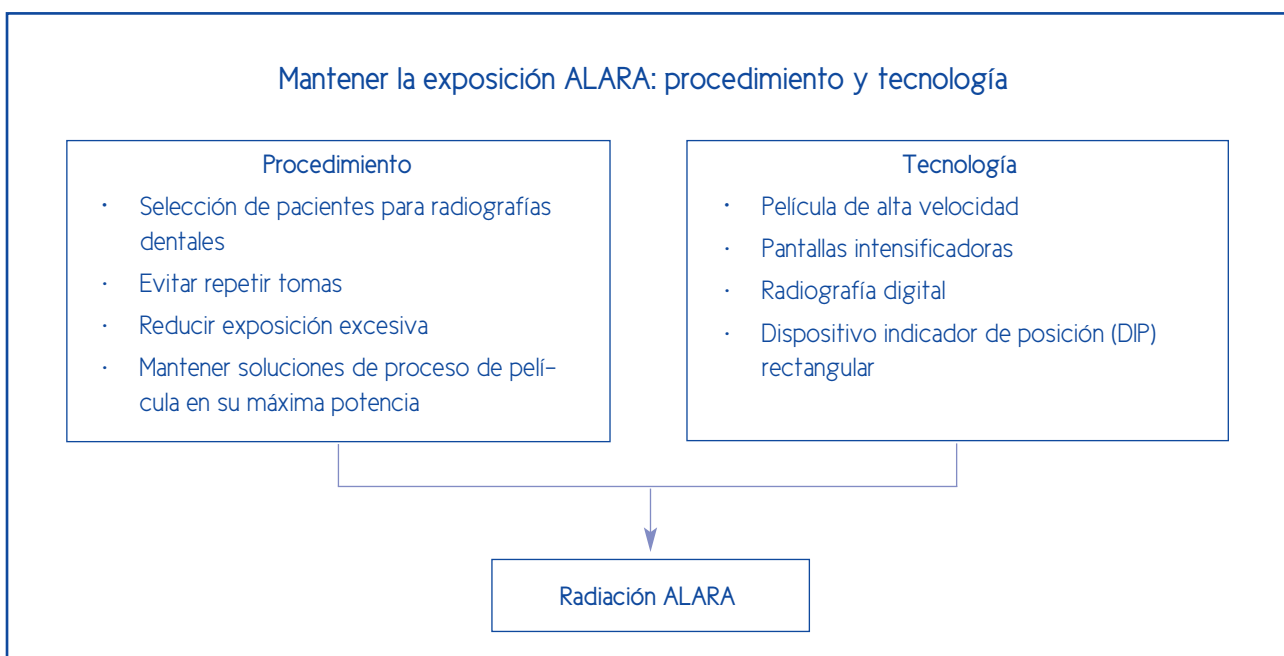 Mantener la exposición ALARA: procedimiento y tecnología
Procedimiento
· Selección de pacientes para radiografías
dentales
· Evitar repetir tomas
· Reducir exposición excesiva
· Mantener soluciones de proceso de pelí-
cula en su máxima potencia
Tecnología
· Película de alta velocidad
· Pantallas intensificadoras
· Radiografía digital
· Dispositivo indicador de posición (DIP)
rectangular
Radiación ALARA